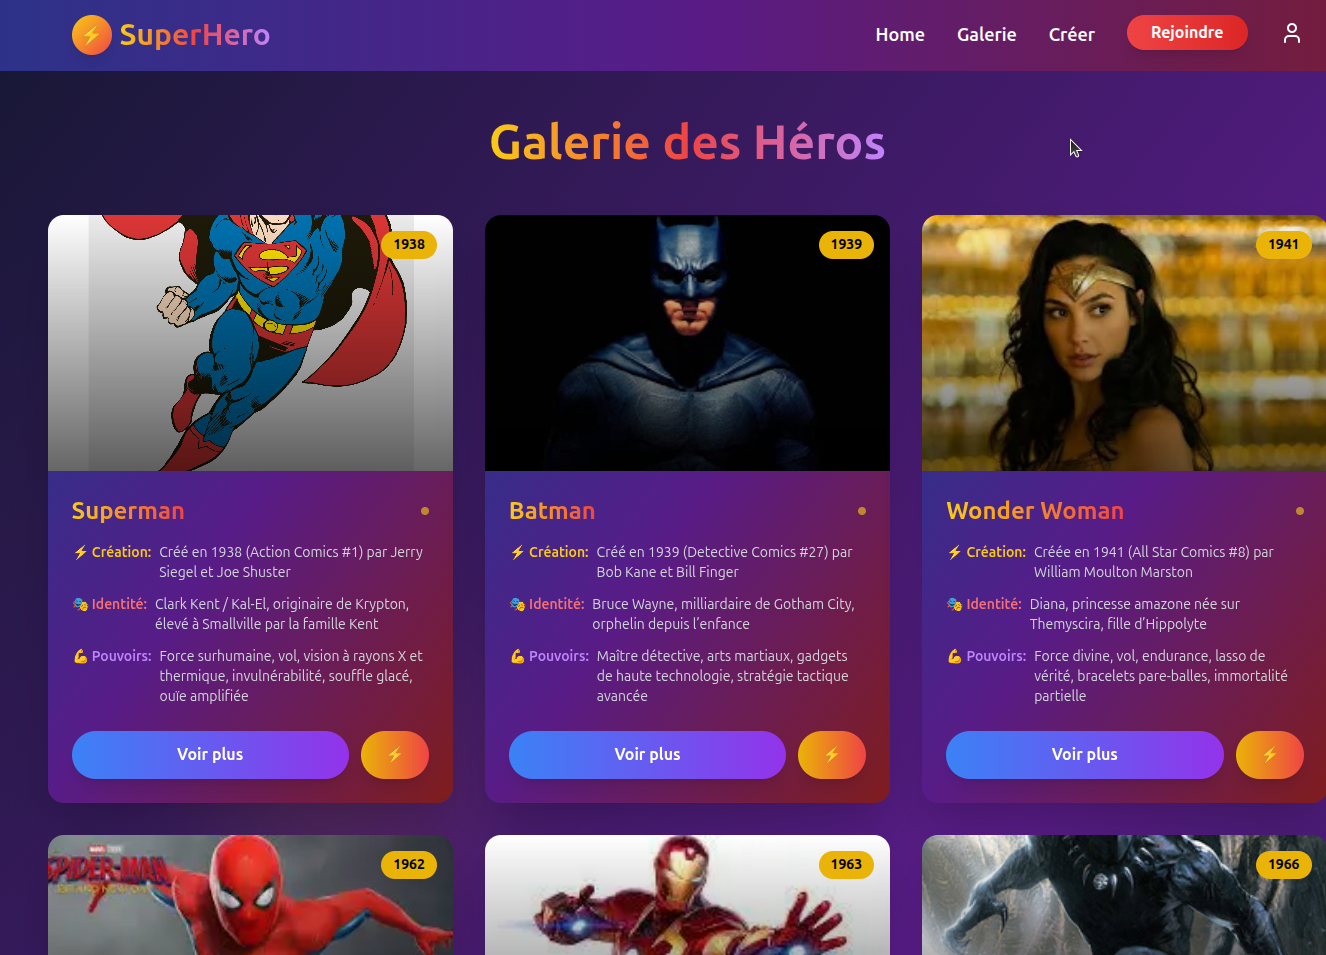 SuperHero
Home Galerie Créer Rejoindre
Galerie des Héros
1938
Superman
Création: Créé en 1938 (Action Comics #1) par Jerry
Siegel et Joe Shuster
Identité: Clark Kent / Kal-El, originaire de Krypton,
élevé à Smallville par la famille Kent
Pouvoirs: Force surhumaine, vol, vision à rayons X et
thermique, invulnérabilité, souffle glacé,
ouïe amplifiée
Voir plus
1939
Batman
Création: Créé en 1939 (Detective Comics #27) par
Bob Kane et Bill Finger
Identité: Bruce Wayne, milliardaire de Gotham City,
orphelin depuis l’enfance
Pouvoirs: Maître détective, arts martiaux, gadgets
de haute technologie, stratégie tactique
avancée
Voir plus
1941
Wonder Woman
Création: Créée en 1941 (All Star Comics #8) par
William Moulton Marston
Identité: Diana, princesse amazone née sur
Themyscira, fille d’Hippolyte
Pouvoirs: Force divine, vol, endurance, lasso de
vérité, bracelets pare-balles, immortalité
partielle
Voir plus
SPIDER-MAN
1962
1963
1966